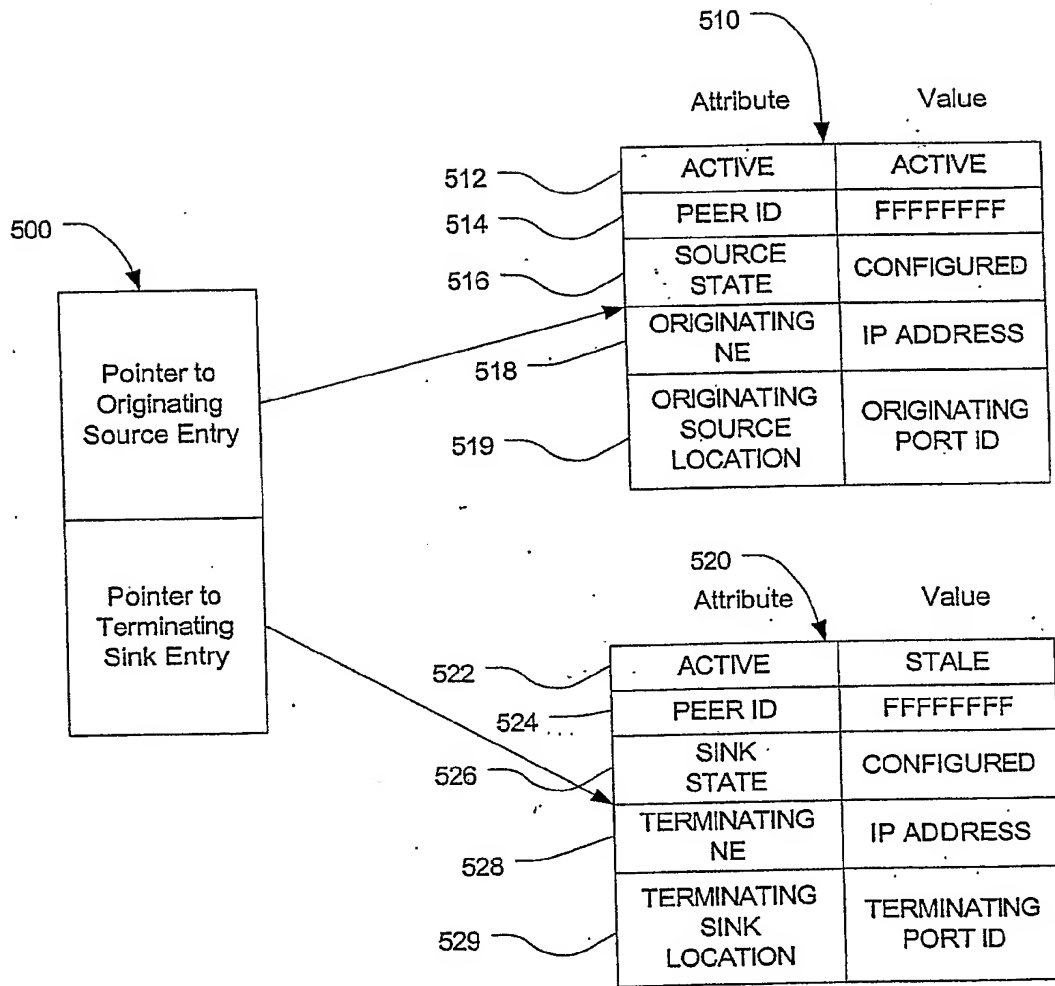 510
Attribute Value
512 ACTIVE ACTIVE
514 PEER ID FFFFFFFF
500
516 SOURCE STATE CONFIGURED
518 ORIGINATING NE IP ADDRESS
519 ORIGINATING SOURCE LOCATION ORIGINATING PORT ID
Pointer to
Originating
Source Entry
520
Attribute Value
Pointer to
Terminating
Sink Entry
522 ACTIVE STALE
524 PEER ID FFFFFFFF
526 SINK STATE CONFIGURED
528 TERMINATING NE IP ADDRESS
529 TERMINATING SINK LOCATION TERMINATING PORT ID